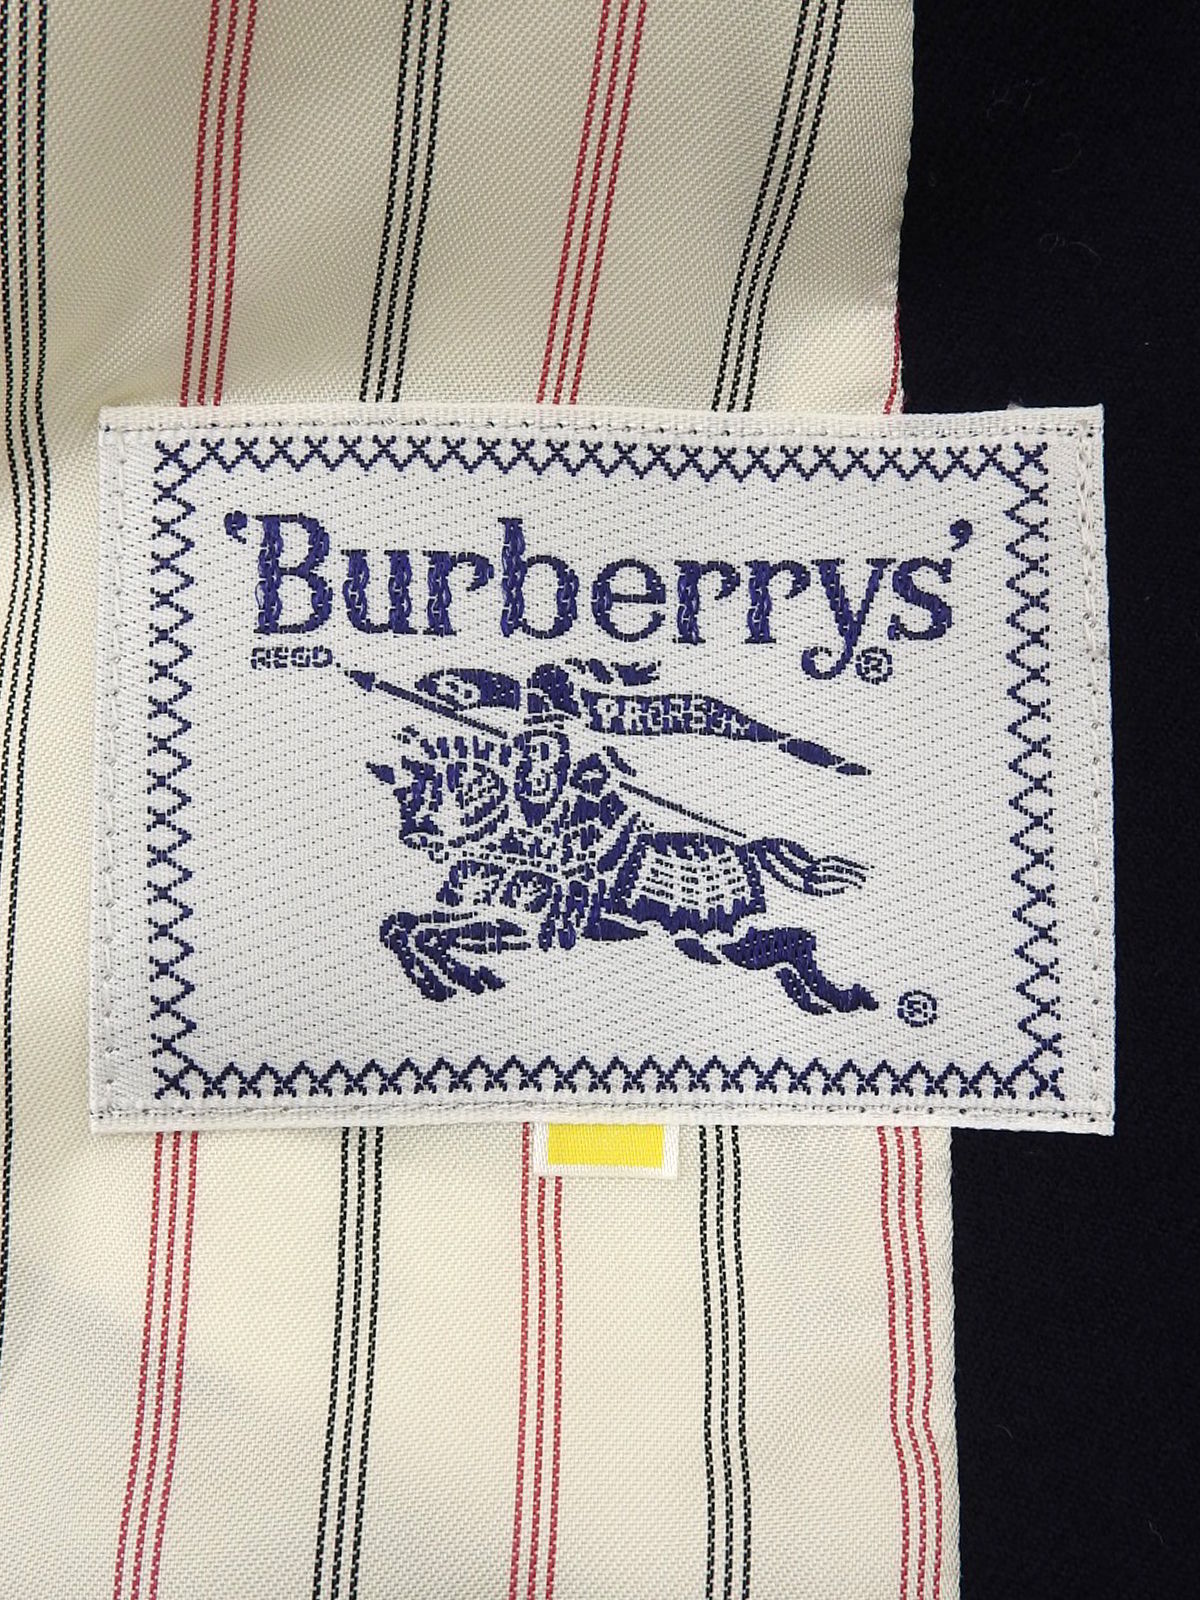 'Burberrys'
REGD ®
PRORSUM
®